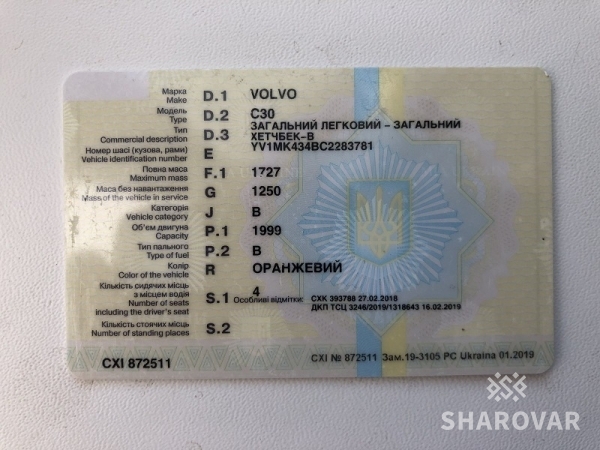 Марка
Make D.1 VOLVO
Модель
Type D.2 C30
Тип
Commercial description D.3 ЗАГАЛЬНИЙ ЛЕГКОВИЙ - ЗАГАЛЬНИЙ
ХЕТЧБЕК-B
Номер шасі (кузова, рами)
Vehicle identification number E YV1MK434BC2283781
Повна маса
Maximum mass F.1 1727
Маса без навантаження
Mass of the vehicle in service G 1250
Категорія
Vehicle category J B
Об'єм двигуна
Capacity P.1 1999
Тип пального
Type of fuel P.2 B
Колір
Color of the vehicle R ОРАНЖЕВИЙ
Кількість сидячих місць
з місцем водія
Number of seats
including the driver's seat S.1 4
Особливі відмітки: СХК 393788 27.02.2018
ДКП ТСЦ 3246/2019/1318643 16.02.2019
Кількість стоячих місць
Number of standing places S.2
CXI 872511
CXI № 872511 Зам.19-3105 PC Ukraina 01.2019
SHAROVAR